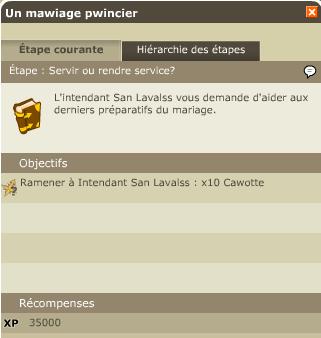 Un mawiage pwincier
Étape courante
Hiérarchie des étapes
Étape : Servir ou rendre service?
L'intendant San Lavalss vous demande d'aider aux
derniers préparatifs du mariage.
Objectifs
Ramener à Intendant San Lavalss : x10 Cawotte
Récompenses
XP 35000